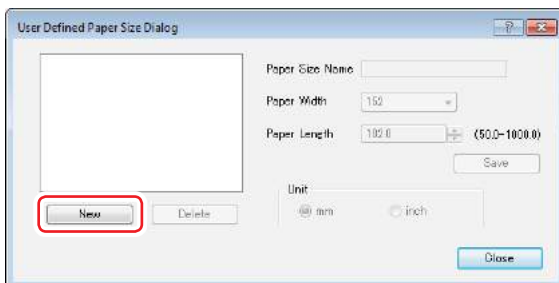 User Defined Paper Size Dialog
Paper Size Name
Paper Width 152
Paper Length 102.0 (50.0-1000.0)
Save
New Delete
Unit
mm inch
Close